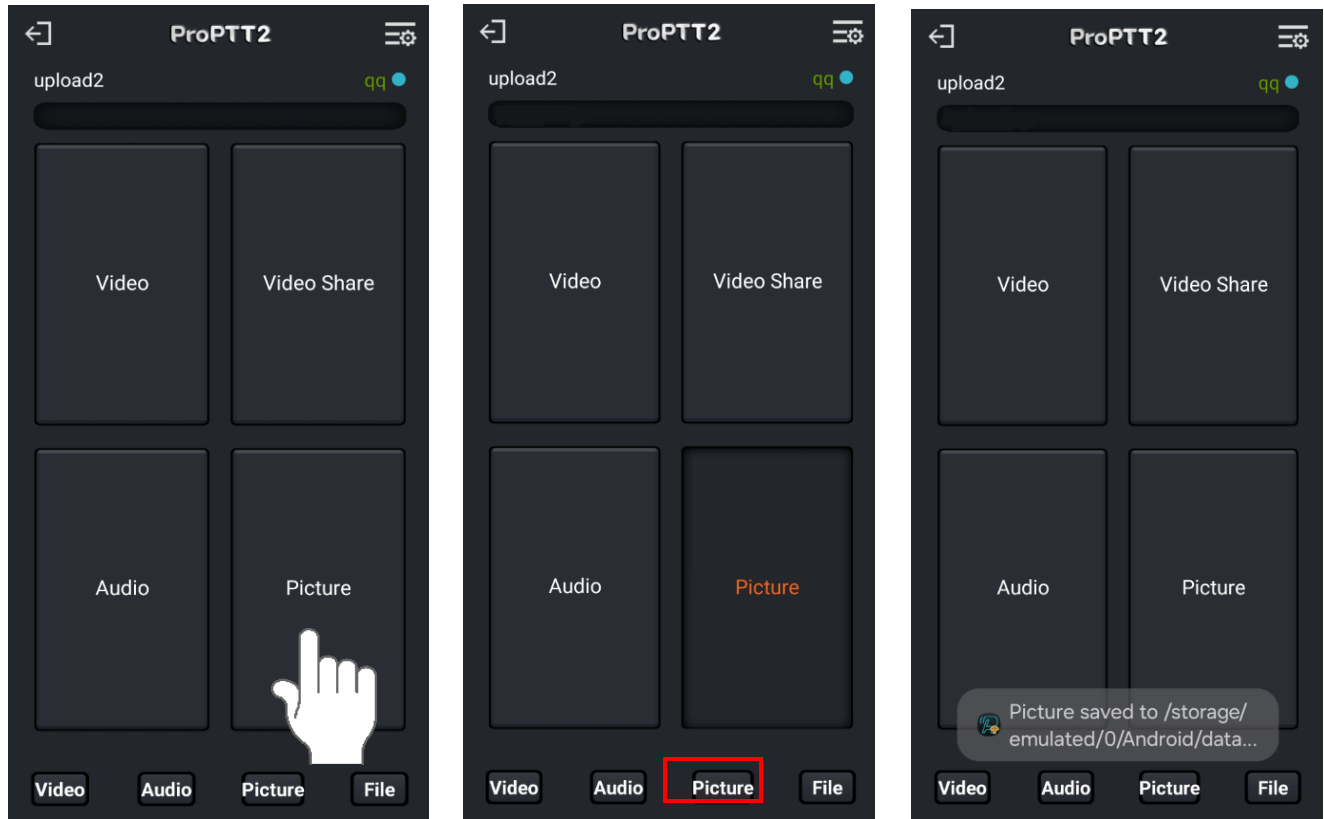 ProPTT2
upload2 qq
Video Video Share
Audio Picture
Video Audio Picture File
ProPTT2
upload2 qq
Video Video Share
Audio Picture
Video Audio Picture File
ProPTT2
upload2 qq
Video Video Share
Audio Picture
Picture saved to /storage/
emulated/0/Android/data...
Video Audio Picture File